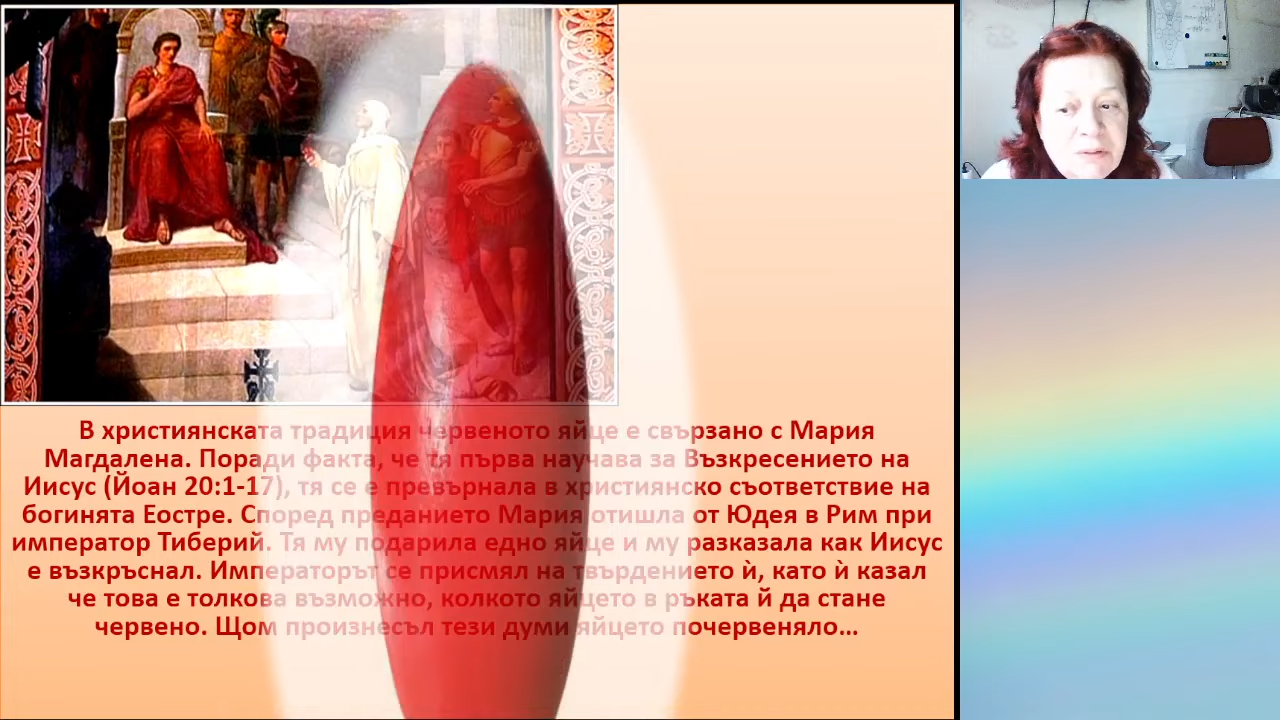 В християнската традиция червеното яйце е свързано с Мария
Магдалена. Поради факта, че тя първа научава за Възкресението на
Иисус (Йоан 20:1-17), тя се е превърнала в християнско съответствие на
богинята Еостре. Според преданието Мария отишла от Юдея в Рим при
император Тиберий. Тя му подарила едно яйце и му разказала как Иисус
е възкръснал. Императорът се присмял на твърдението ѝ, като ѝ казал
че това е толкова възможно, колкото яйцето в ръката й да стане
червено. Щом произнесъл тези думи яйцето почервеняло...